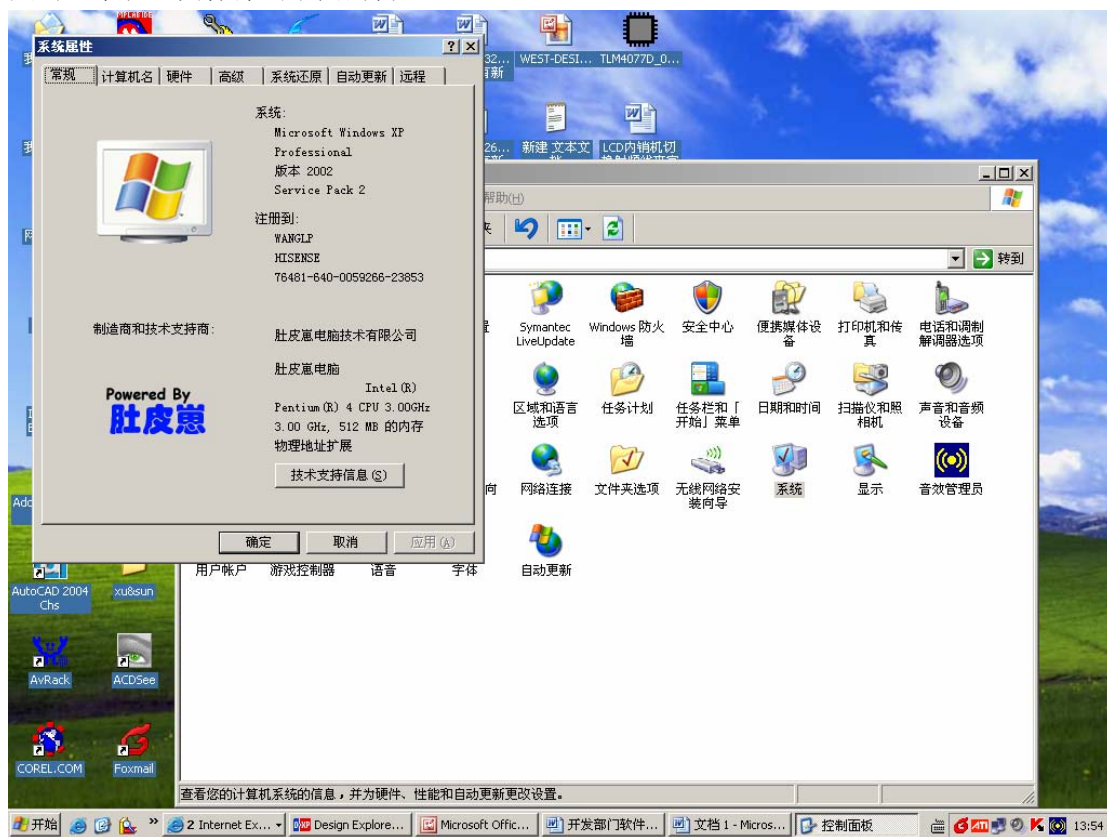 系统属性
常规
计算机名
硬件
高级
系统还原
自动更新
远程
系统:
Microsoft Windows XP
Professional
版本 2002
Service Pack 2
注册到:
WANGLP
HISENSE
76481-640-0059266-23853
制造商和技术支持商:
肚皮崽电脑技术有限公司
肚皮崽电脑
Intel(R)
Pentium(R) 4 CPU 3.00GHz
3.00 GHz, 512 MB 的内存
物理地址扩展
Powered By
肚皮崽
技术支持信息(S)
确定
取消
应用(A)
WEST-DESI...
TLM4077D_0...
新建 文本文
LCD内销机切
帮助(H)
转到
Symantec
LiveUpdate
Windows 防火
墙
安全中心
便携媒体设
备
打印机和传
真
电话和调制
解调器选项
区域和语言
选项
任务计划
任务栏和「
开始」菜单
日期和时间
扫描仪和照
相机
声音和音频
设备
网络连接
文件夹选项
无线网络安
装向导
系统
显示
音效管理员
用户帐户
游戏控制器
语音
字体
自动更新
AutoCAD 2004
Chs
xu&sun
AvRack
ACDSee
COREL.COM
Foxmail
查看您的计算机系统的信息，并为硬件、性能和自动更新更改设置。
开始
2 Internet Ex...
Design Explore...
Microsoft Offic...
开发部门软件...
文档 1 - Micros...
控制面板
13:54